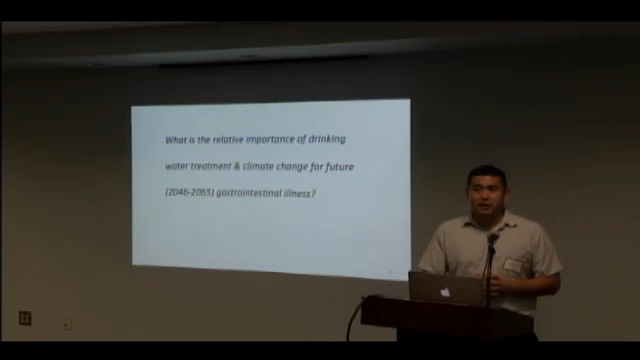 What is the relative importance of drinking
water treatment & climate change for future
(2046-2065) gastrointestinal illness?